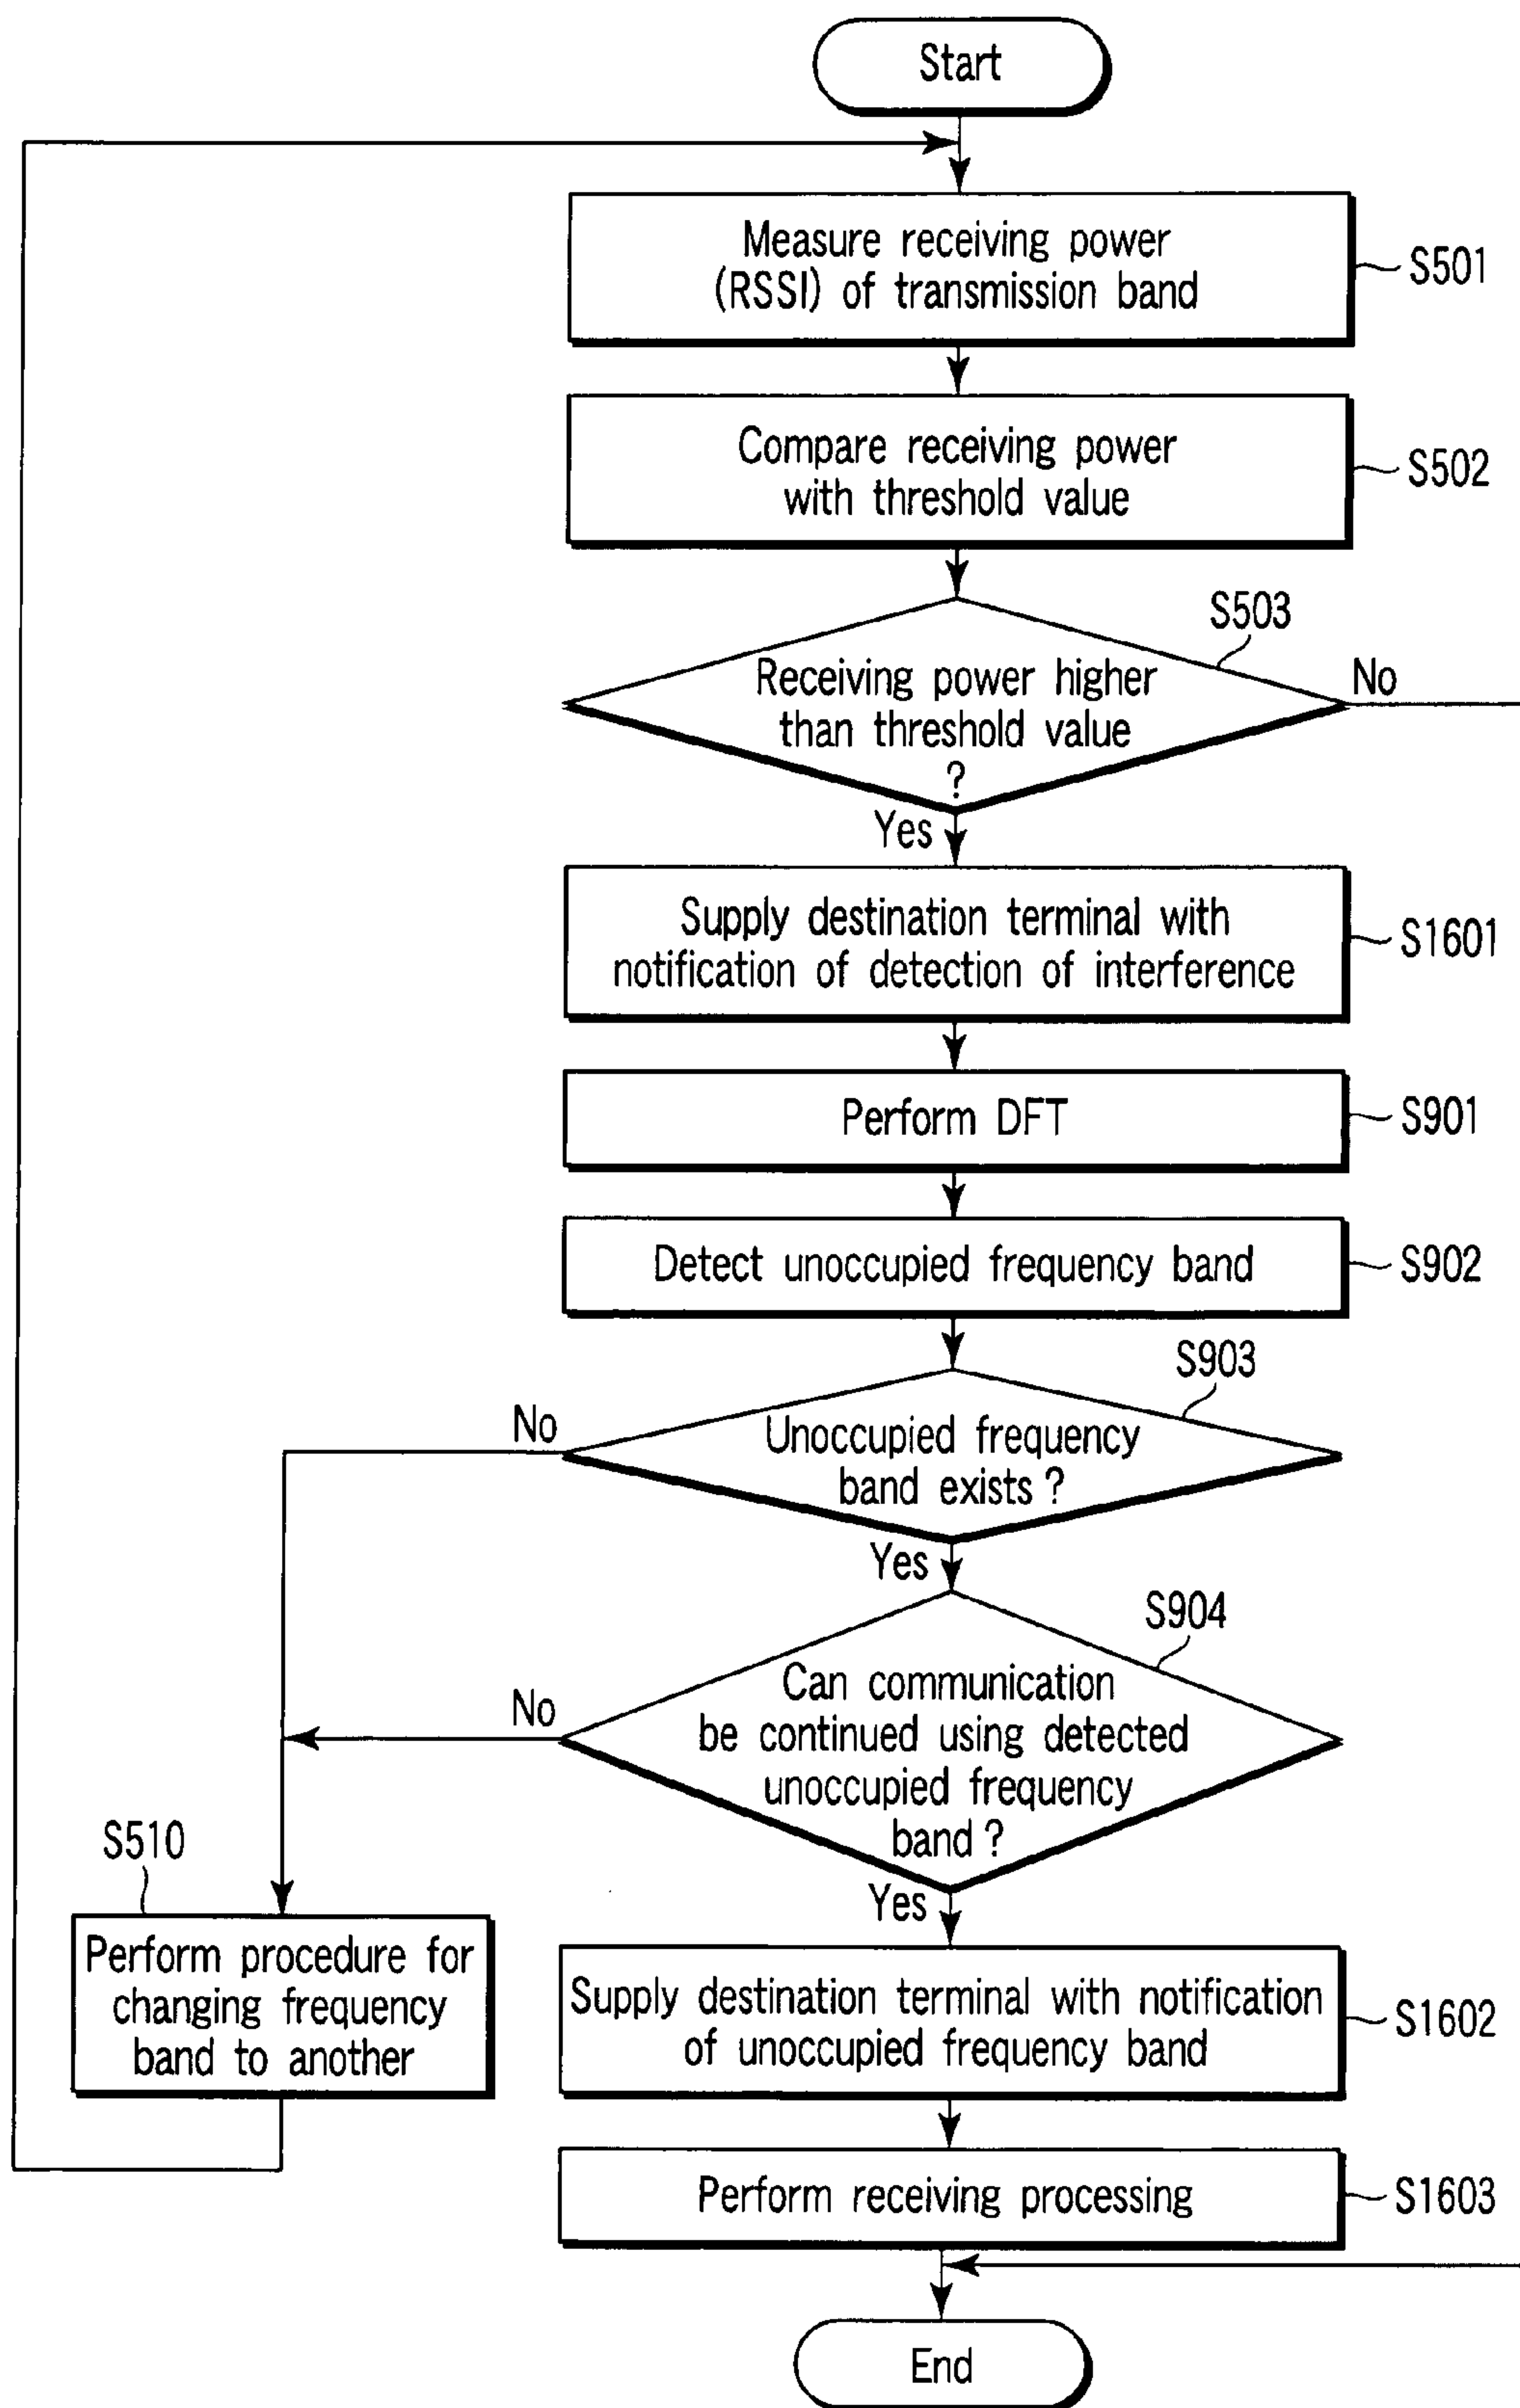 Start
Measure receiving power
(RSSI) of transmission band
S501
Compare receiving power
with threshold value
S502
S503
Receiving power higher
than threshold value
?
No
Yes
Supply destination terminal with
notification of detection of interference
S1601
Perform DFT
S901
Detect unoccupied frequency band
S902
S903
No
Unoccupied frequency
band exists?
Yes
S904
No
Can communication
be continued using detected
unoccupied frequency
band?
Yes
S510
Perform procedure for
changing frequency
band to another
Supply destination terminal with notification
of unoccupied frequency band
S1602
Perform receiving processing
S1603
End